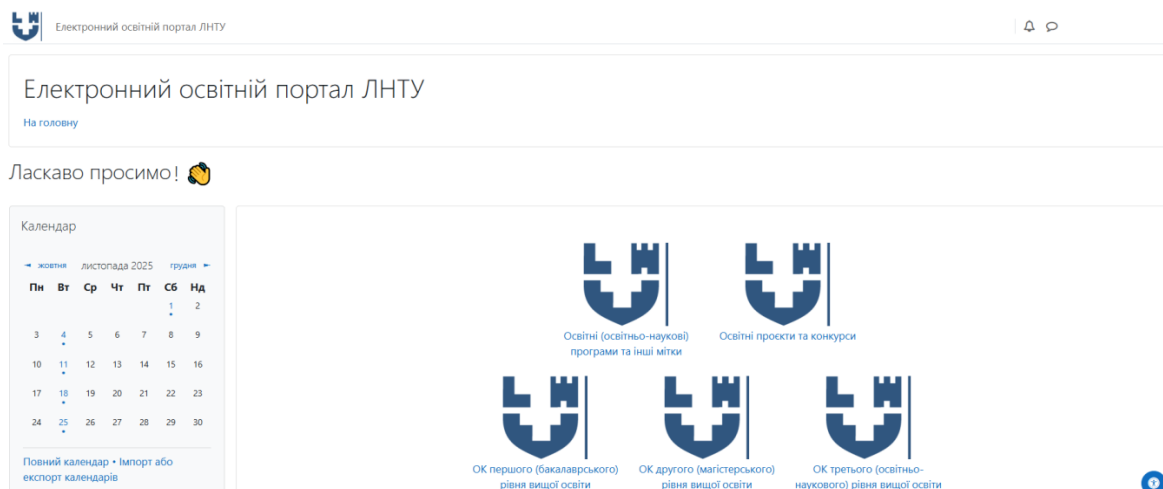 Електронний освітній портал ЛНТУ
Електронний освітній портал ЛНТУ
На головну
Ласкаво просимо!
Календар
◄ жовтня листопада 2025 грудня ►
Пн Вт Ср Чт Пт Сб Нд
1 2
3 4 5 6 7 8 9
10 11 12 13 14 15 16
17 18 19 20 21 22 23
24 25 26 27 28 29 30
Повний календар • Імпорт або
експорт календарів
Освітні (освітньо-наукові)
програми та інші мітки
Освітні проєкти та конкурси
ОК першого (бакалаврського)
рівня вищої освіти
ОК другого (магістерського)
рівня вищої освіти
ОК третього (освітньо-
наукового) рівня вищої освіти